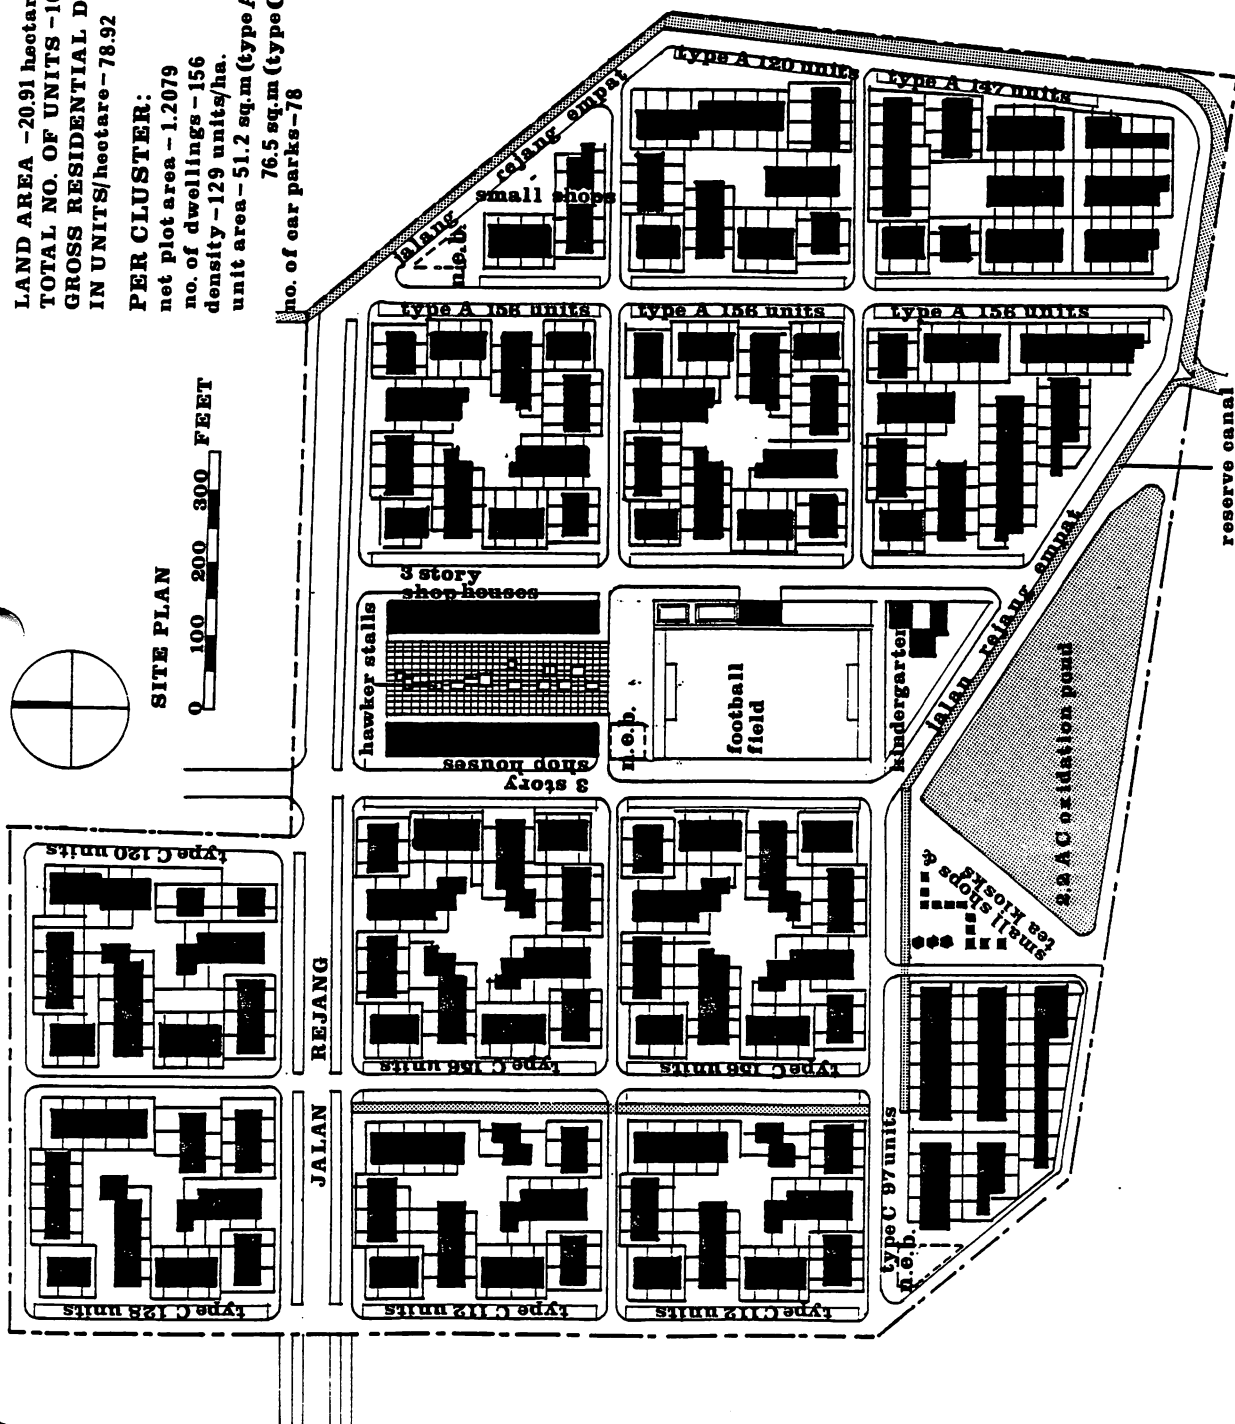 LAND AREA -20.91 hectar
TOTAL NO. OF UNITS -1
GROSS RESIDENTIAL D
IN UNITS/hectare-78.92
PER CLUSTER:
net plot area-1.2079
no. of dwellings-156
density-129 units/ha.
unit area-51.2 sq.m (type A
76.5 sq.m (type C
no. of car parks-78
SITE PLAN
0 100 200 300 FEET
type A 120 units
type A 147 units
jalang rejang empat
small shops
n.e.b.
type A 156 units
type A 156 units
type A 156 units
reserve canal
3 story
shop houses
hawker stalls
3 story
shop houses
n.e.b.
football
field
kindergarten
jalan rejang empat
2.2 AC oxidation pond
small shops &
tea kiosks
type C 120 units
JALAN REJANG
type C 156 units
type C 156 units
type C 128 units
type C 112 units
type C 112 units
type C 97 units
n.e.b.